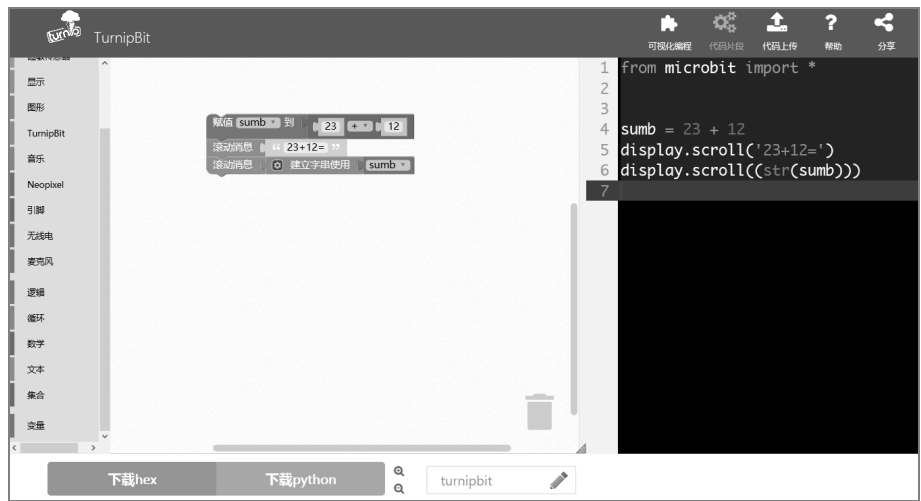 turnip TurnipBit
可视化编程 代码片段 代码上传 帮助 分享
显示
图形
TurnipBit
音乐
Neopixel
引脚
无线电
麦克风
逻辑
循环
数学
文本
集合
变量
赋值 sumb 到 23 + 12
滚动消息 “ 23+12= ”
滚动消息 建立字串使用 sumb
1 from microbit import *
2
3
4 sumb = 23 + 12
5 display.scroll('23+12=')
6 display.scroll((str(sumb)))
7
下载hex 下载python turnipbit